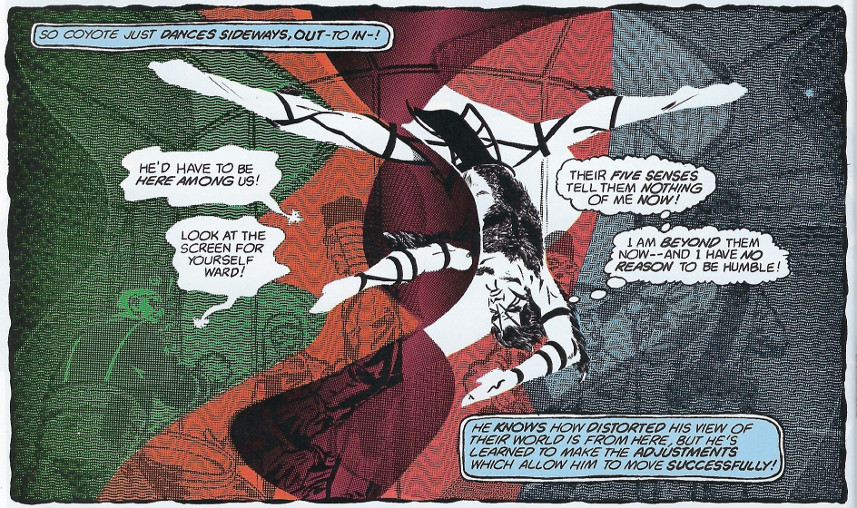 SO COYOTE JUST DANCES SIDEWAYS, OUT-TO IN-!
HE'D HAVE TO BE
HERE AMONG US!
LOOK AT THE
SCREEN FOR
YOURSELF
WARD!
THEIR FIVE SENSES
TELL THEM NOTHING
OF ME NOW!
I AM BEYOND THEM
NOW--AND I HAVE NO
REASON TO BE HUMBLE!
HE KNOWS HOW DISTORTED HIS VIEW OF
THEIR WORLD IS FROM HERE, BUT HE'S
LEARNED TO MAKE THE ADJUSTMENTS
WHICH ALLOW HIM TO MOVE SUCCESSFULLY!